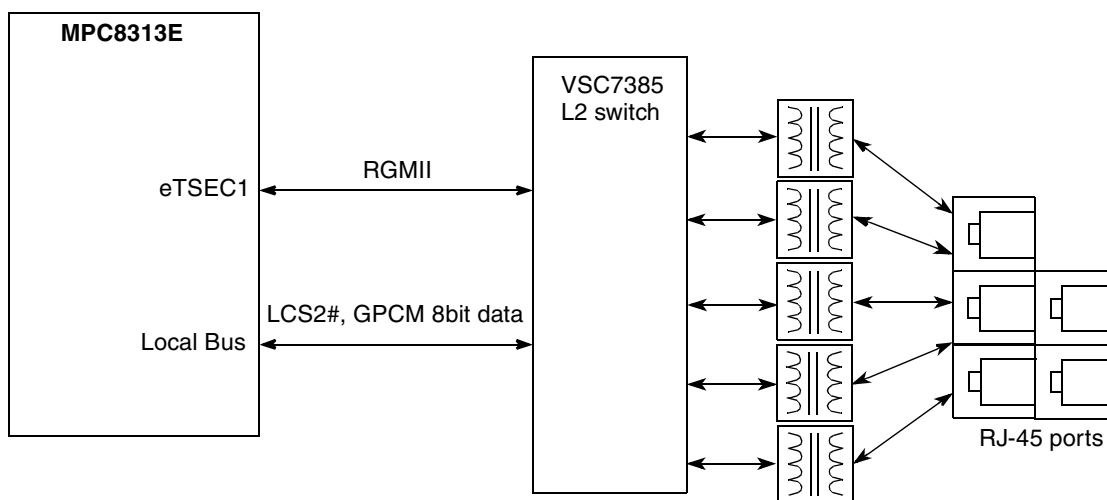 MPC8313E
VSC7385
L2 switch
RGMII
eTSEC1
LCS2#, GPCM 8bit data
Local Bus
RJ-45 ports